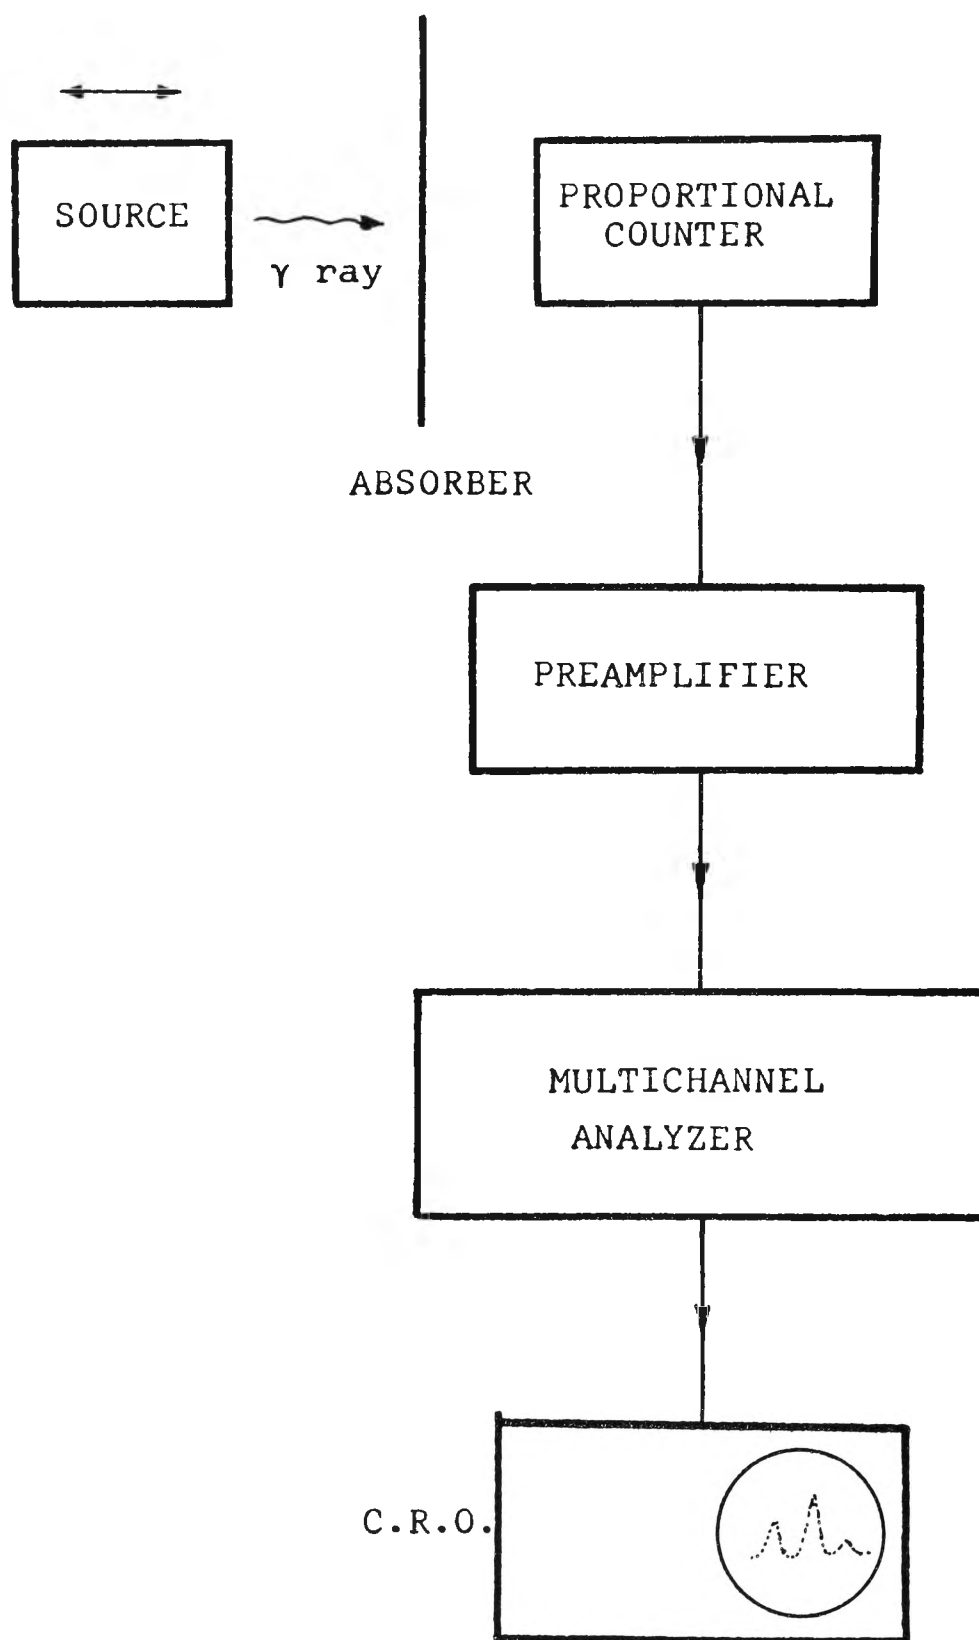 SOURCE
γ ray
PROPORTIONAL
COUNTER
ABSORBER
PREAMPLIFIER
MULTICHANNEL
ANALYZER
C.R.O.